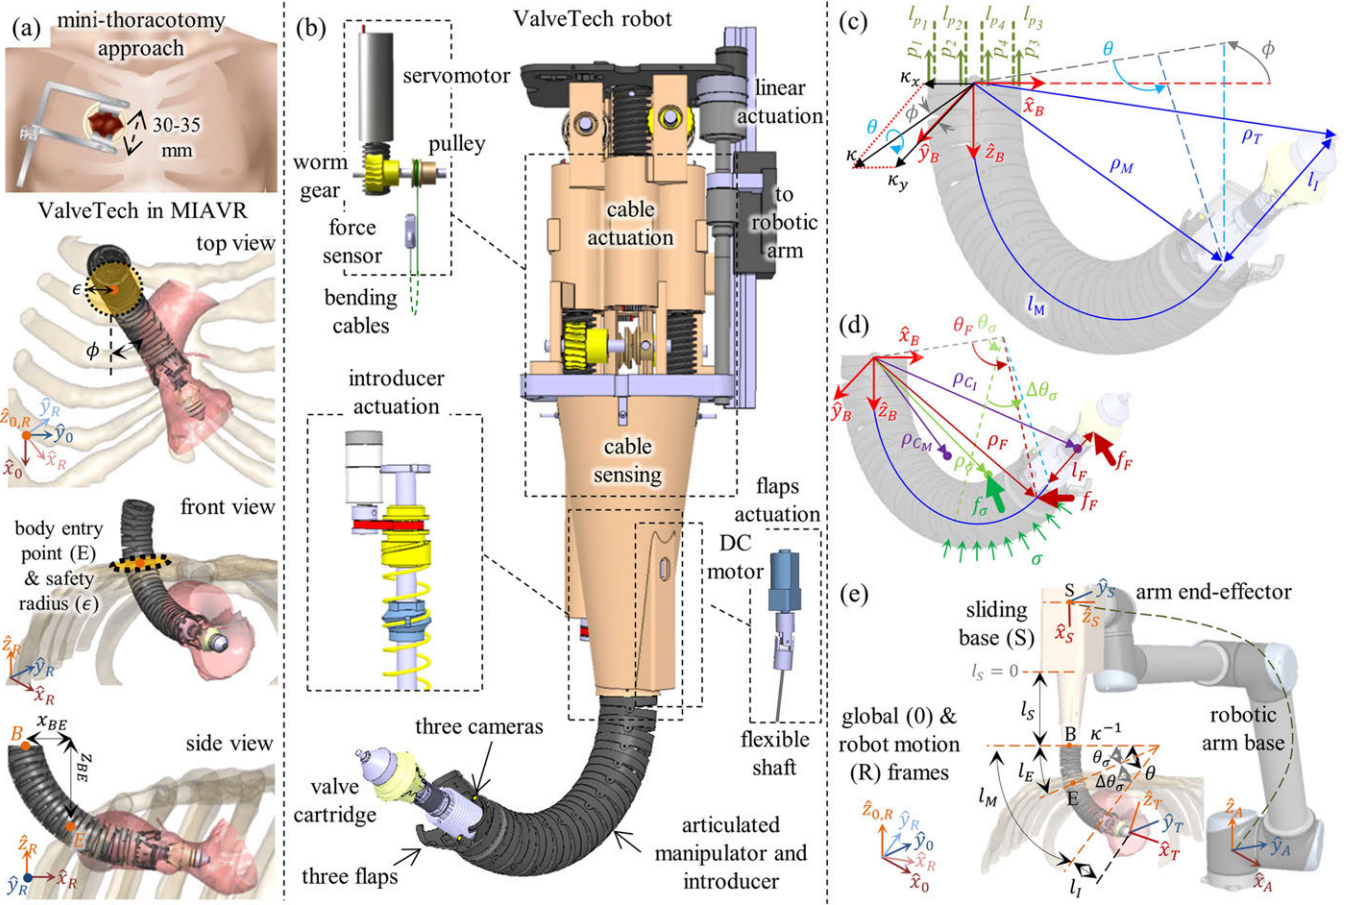 (a)
mini-thoracotomy
approach
30-35
mm
ValveTech in MIAVR
top view
ϵ
ϕ
ẑ₀,R
ŷR
ŷ₀
x̂R
x̂₀
front view
body entry
point (E)
& safety
radius (ϵ)
ẑR
ŷR
x̂R
xBE
side view
B
zBE
E
ẑR
ŷR
x̂R
(b)
ValveTech robot
servomotor
worm
gear
pulley
force
sensor
bending
cables
linear
actuation
cable
actuation
to
robotic
arm
introducer
actuation
cable
sensing
flaps
actuation
DC
motor
flexible
shaft
three cameras
valve
cartridge
three flaps
articulated
manipulator and
introducer
(c)
lp₁
lp₂
lp₄
lp₃
p₁
p₂
p₄
p₃
θ
ϕ
κx
x̂B
ϕ
θ
κ
ŷB
ẑB
κy
ρT
ρM
lI
lM
(d)
x̂B
θF
θσ
ρCI
Δθσ
ŷB
ẑB
ρCM
ρF
ρσ
lF
fF
fσ
fF
σ
(e)
S
ŷS
arm end-effector
sliding
base (S)
ẑS
x̂S
lS = 0
lS
global (0) &
robot motion
(R) frames
robotic
arm base
B
κ⁻¹
θσ
θ
lE
Δθσ
lM
E
ẑT
ŷT
x̂T
lI
ẑ₀,R
ŷR
ŷ₀
x̂R
x̂₀
ẑA
ŷA
x̂A